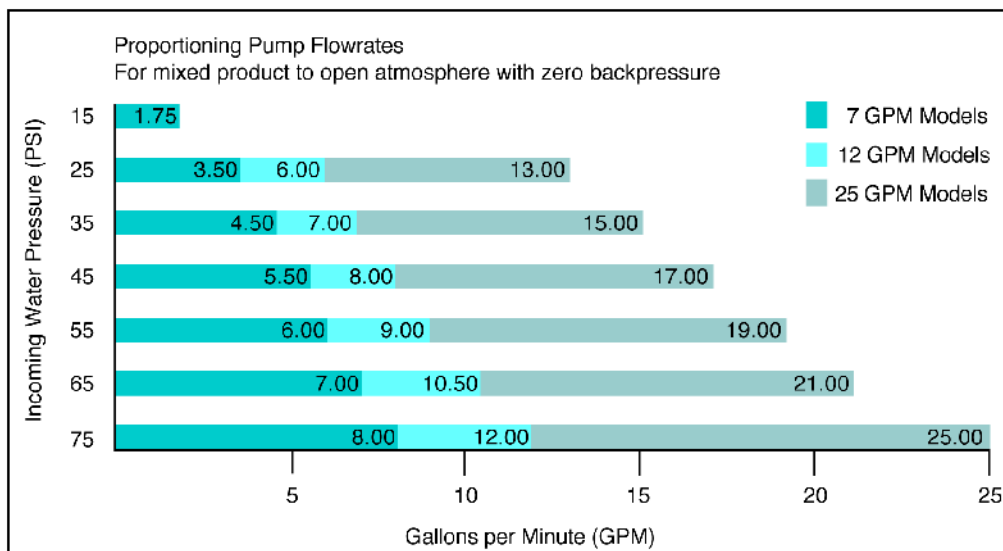 Proportioning Pump Flowrates
For mixed product to open atmosphere with zero backpressure
7 GPM Models
12 GPM Models
25 GPM Models
Incoming Water Pressure (PSI)
15 1.75
25 3.50 6.00 13.00
35 4.50 7.00 15.00
45 5.50 8.00 17.00
55 6.00 9.00 19.00
65 7.00 10.50 21.00
75 8.00 12.00 25.00
5 10 15 20 25
Gallons per Minute (GPM)